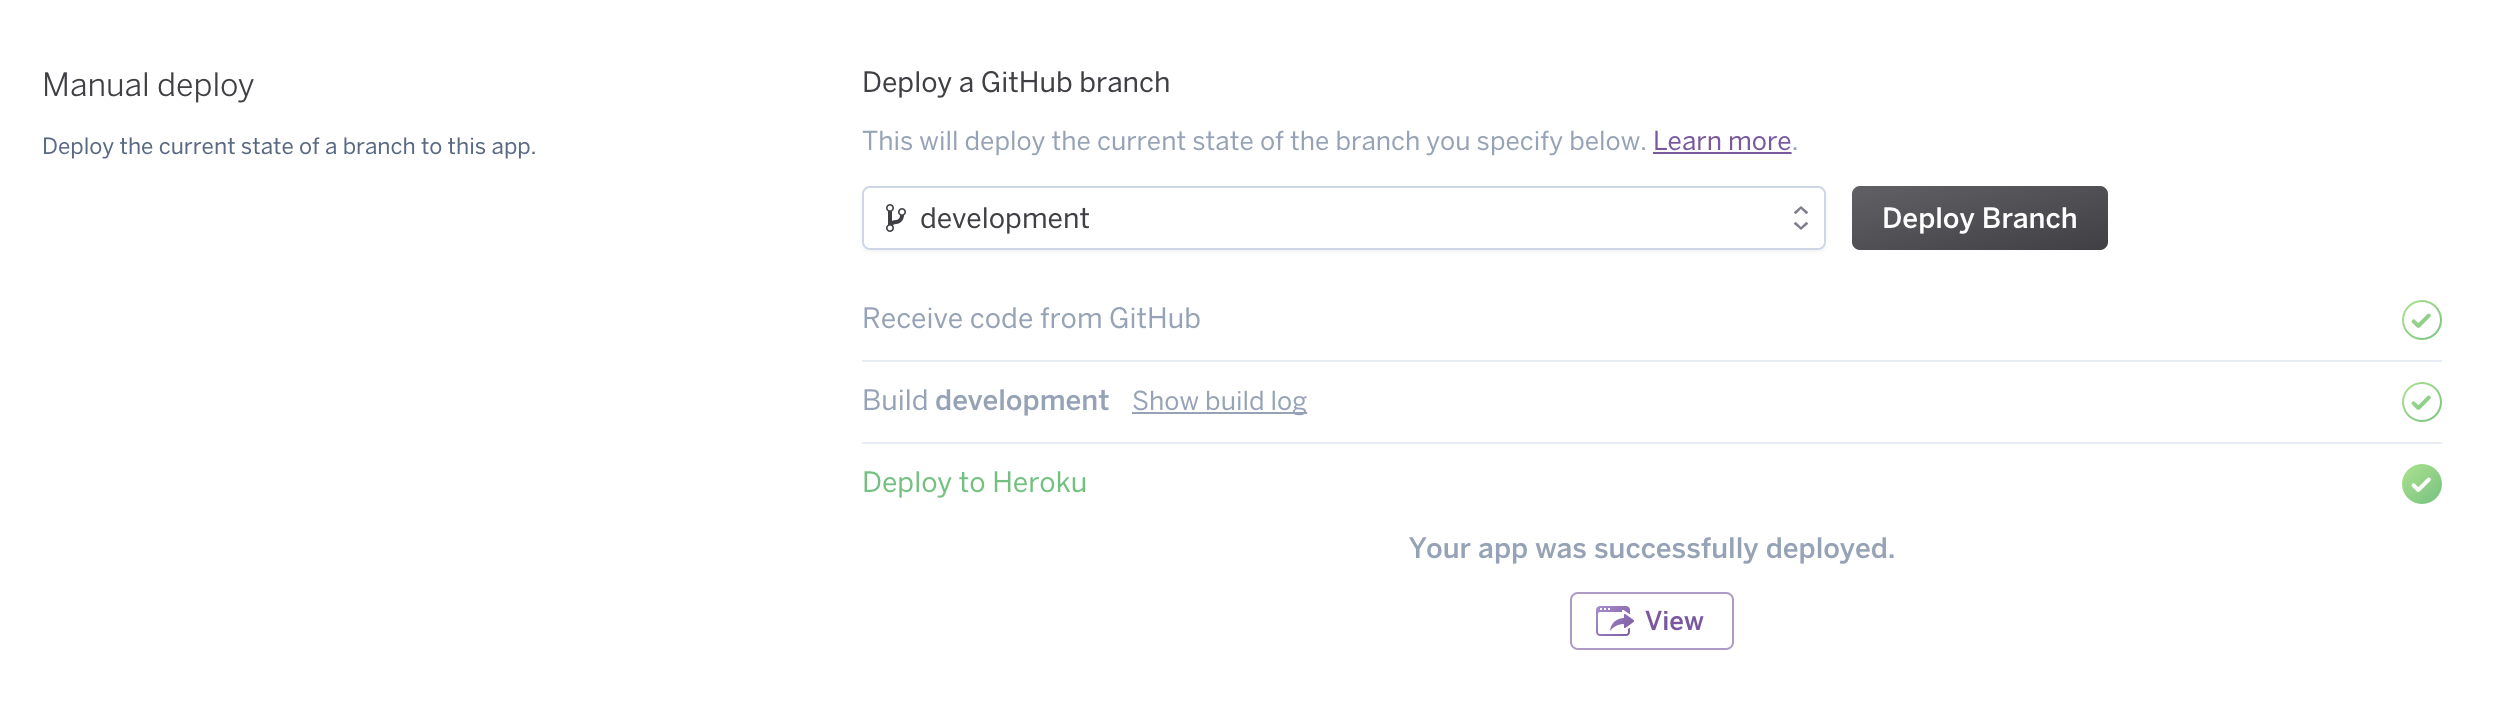 Manual deploy
Deploy the current state of a branch to this app.
Deploy a GitHub branch
This will deploy the current state of the branch you specify below. Learn more.
development
Deploy Branch
Receive code from GitHub
Build development Show build log
Deploy to Heroku
Your app was successfully deployed.
View